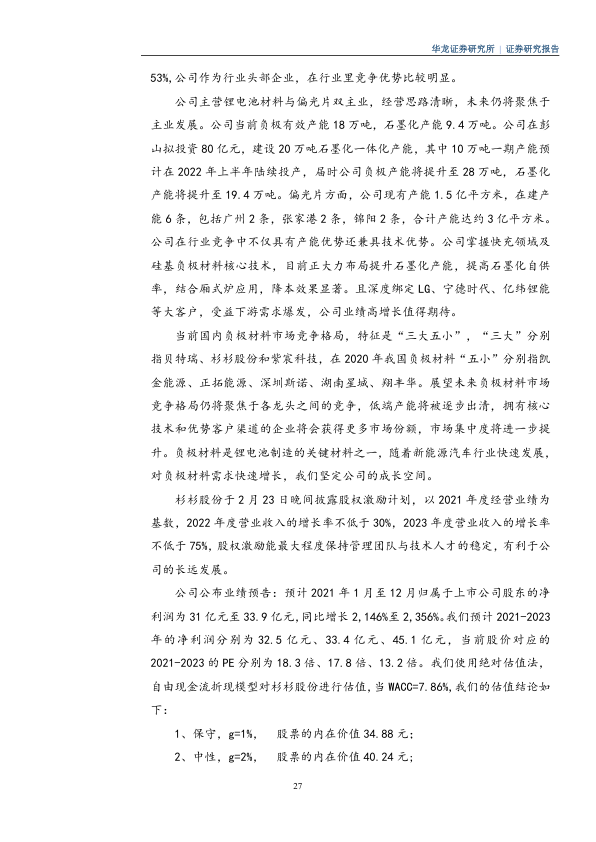 华龙证券研究所 | 证券研究报告
53%,公司作为行业头部企业，在行业里竞争优势比较明显。
公司主营锂电池材料与偏光片双主业，经营思路清晰，未来仍将聚焦于
主业发展。公司当前负极有效产能 18 万吨，石墨化产能 9.4 万吨。公司在彭
山拟投资 80 亿元，建设 20 万吨石墨化一体化产能，其中 10 万吨一期产能预
计在 2022 年上半年陆续投产，届时公司负极产能将提升至 28 万吨，石墨化
产能将提升至 19.4 万吨。偏光片方面，公司现有产能 1.5 亿平方米，在建产
能 6 条，包括广州 2 条，张家港 2 条，锦阳 2 条，合计产能达约 3 亿平方米。
公司在行业竞争中不仅具有产能优势还兼具技术优势。公司掌握快充领域及
硅基负极材料核心技术，目前正大力布局提升石墨化产能，提高石墨化自供
率，结合厢式炉应用，降本效果显著。且深度绑定 LG、宁德时代、亿纬锂能
等大客户，受益下游需求爆发，公司业绩高增长值得期待。
当前国内负极材料市场竞争格局，特征是“三大五小”，“三大”分别
指贝特瑞、杉杉股份和紫宸科技，在 2020 年我国负极材料“五小”分别指凯
金能源、正拓能源、深圳斯诺、湖南星城、翔丰华。展望未来负极材料市场
竞争格局仍将聚焦于各龙头之间的竞争，低端产能将被逐步出清，拥有核心
技术和优势客户渠道的企业将会获得更多市场份额，市场集中度将进一步提
升。负极材料是锂电池制造的关键材料之一，随着新能源汽车行业快速发展，
对负极材料需求快速增长，我们坚定公司的成长空间。
杉杉股份于 2 月 23 日晚间披露股权激励计划，以 2021 年度经营业绩为
基数，2022 年度营业收入的增长率不低于 30%，2023 年度营业收入的增长率
不低于 75%，股权激励能最大程度保持管理团队与技术人才的稳定，有利于公
司的长远发展。
公司公布业绩预告：预计 2021 年 1 月至 12 月归属于上市公司股东的净
利润为 31 亿元至 33.9 亿元,同比增长 2,146%至 2,356%。我们预计 2021-2023
年的净利润分别为 32.5 亿元、33.4 亿元、45.1 亿元，当前股价对应的
2021-2023 的 PE 分别为 18.3 倍、17.8 倍、13.2 倍。我们使用绝对估值法，
自由现金流折现模型对杉杉股份进行估值,当 WACC=7.86%,我们的估值结论如
下：
1、保守，g=1%， 股票的内在价值 34.88 元；
2、中性，g=2%， 股票的内在价值 40.24 元；
27